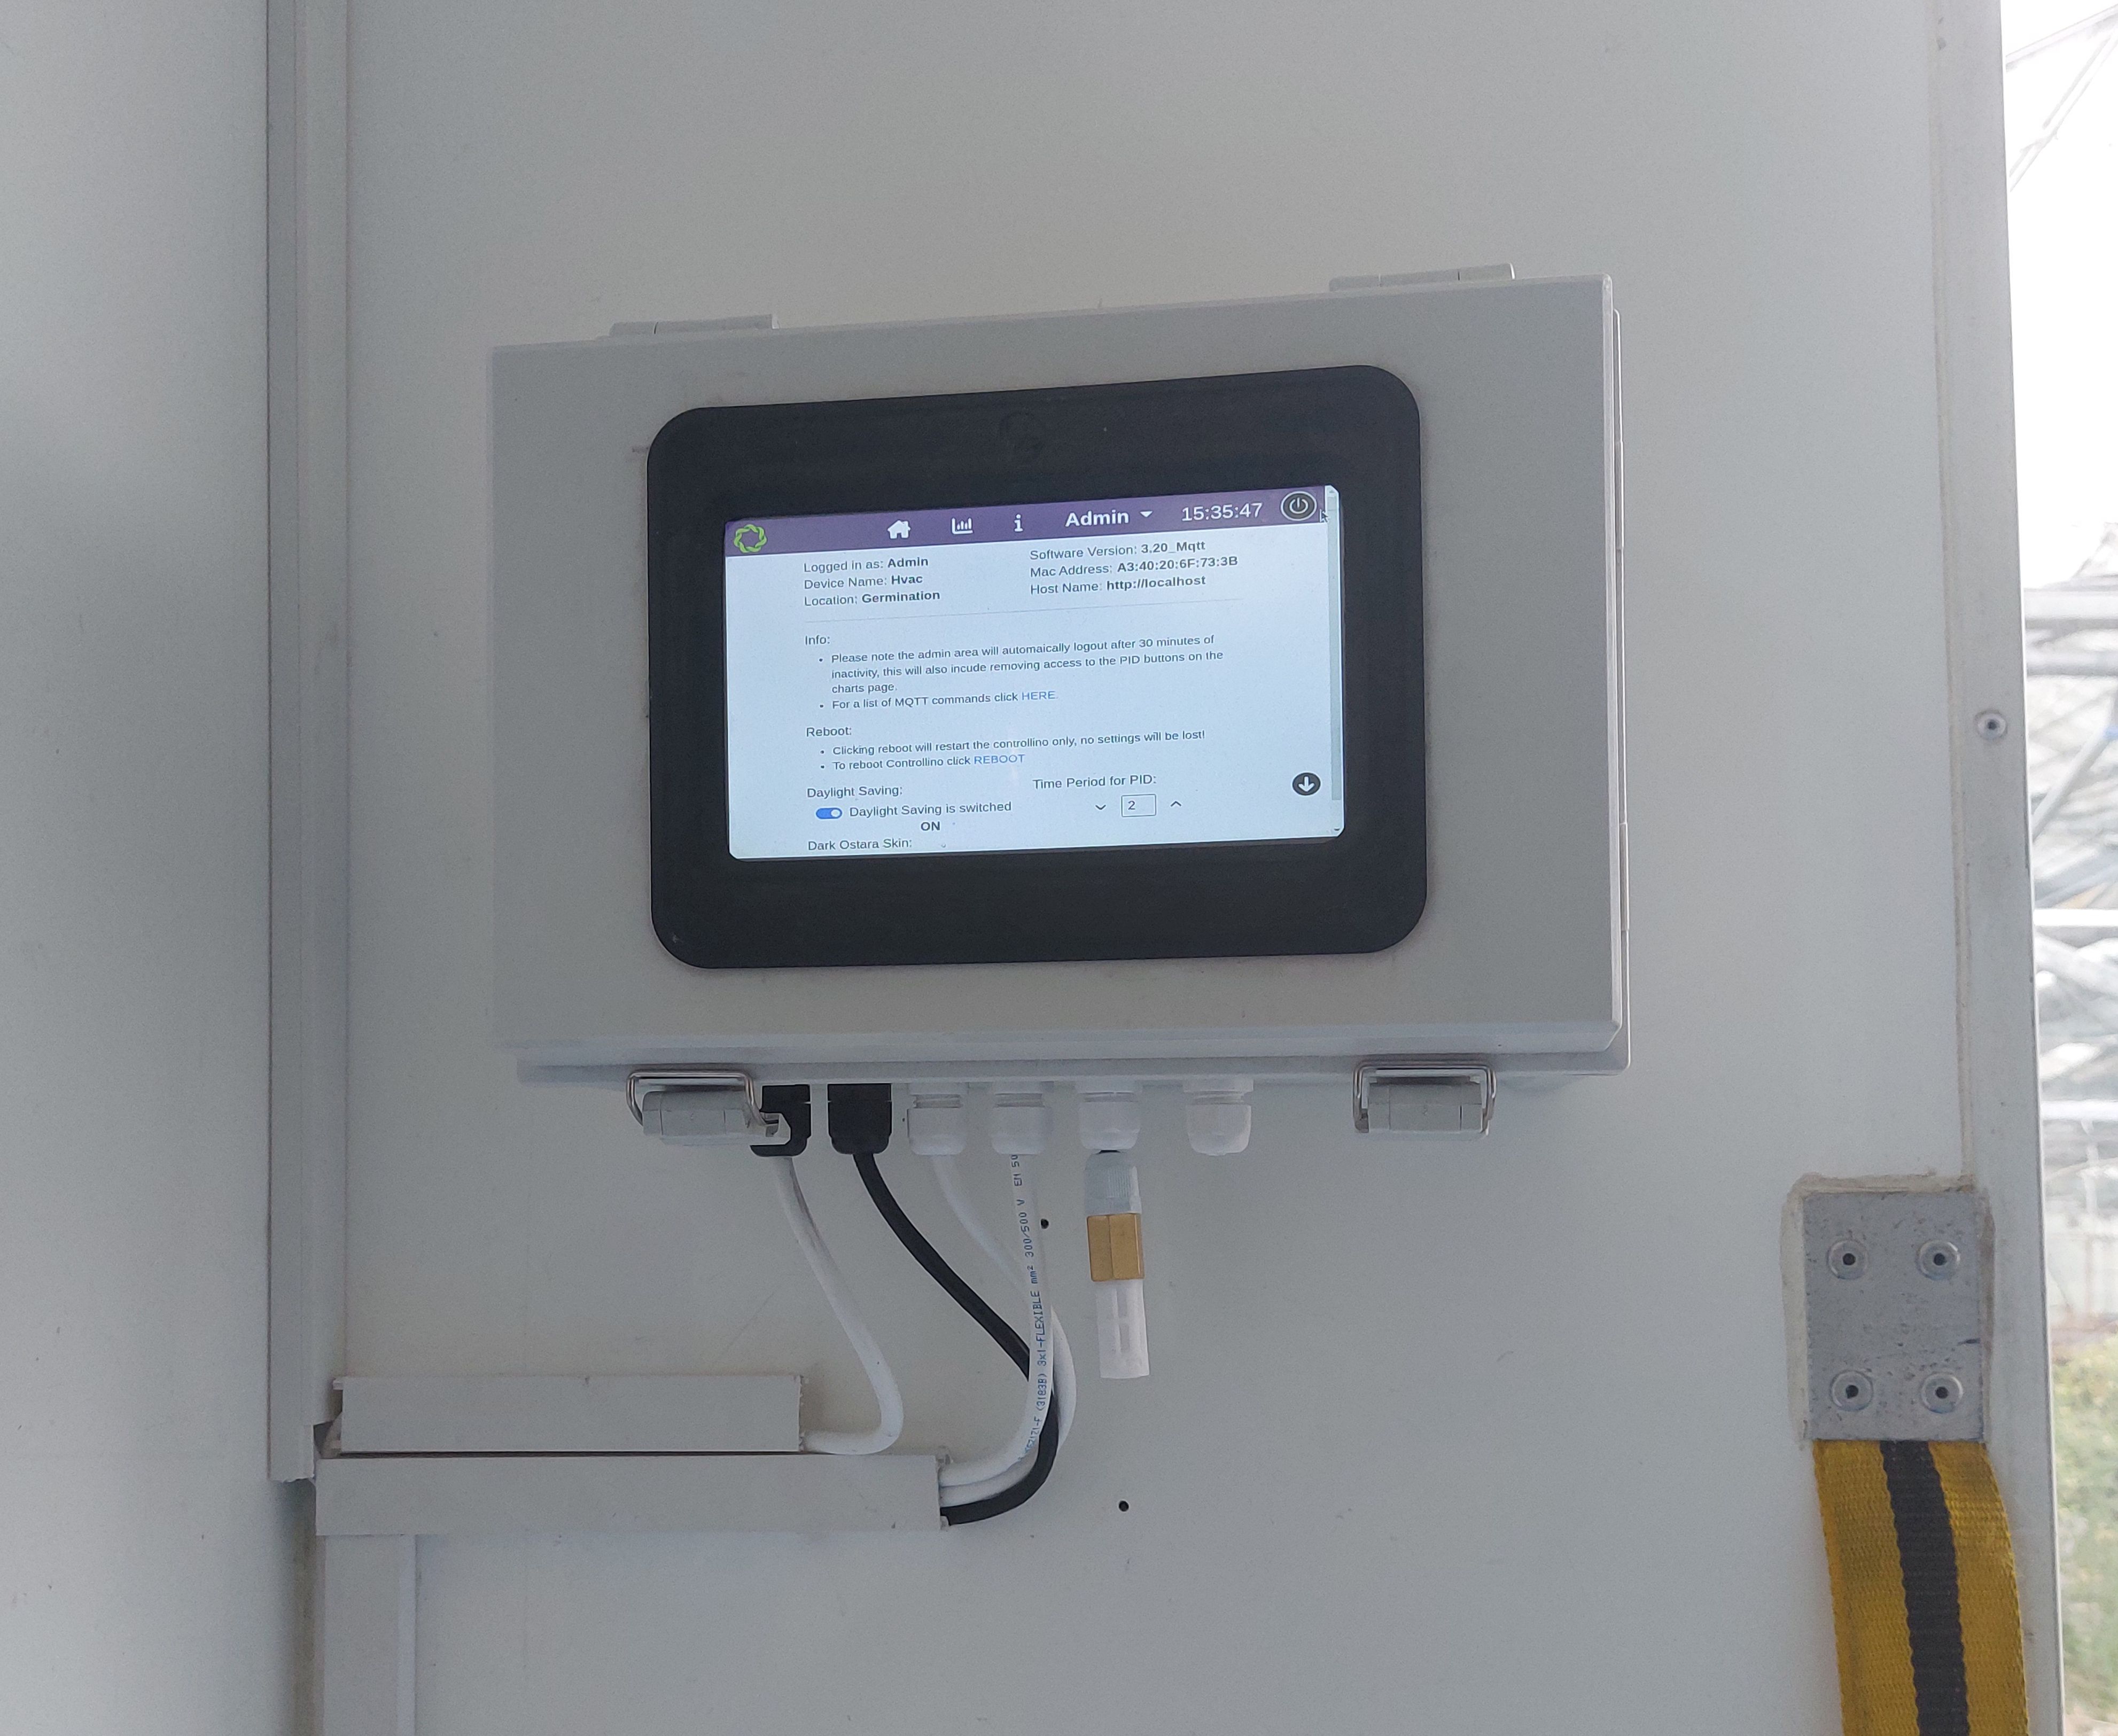 Admin 15:35:47
Logged in as: Admin
Device Name: Hvac
Location: Germination
Software Version: 3.20_Mqtt
Mac Address: A3:40:20:6F:73:3B
Host Name: http://localhost
Info:
• Please note the admin area will automaically logout after 30 minutes of
inactivity, this will also incude removing access to the PID buttons on the
charts page.
• For a list of MQTT commands click HERE.
Reboot:
• Clicking reboot will restart the controllino only, no settings will be lost!
• To reboot Controllino click REBOOT
Daylight Saving:
Daylight Saving is switched
ON
Time Period for PID:
2
Dark Ostara Skin:
3x1-FLEXIBLE mm² 300/500 V EN